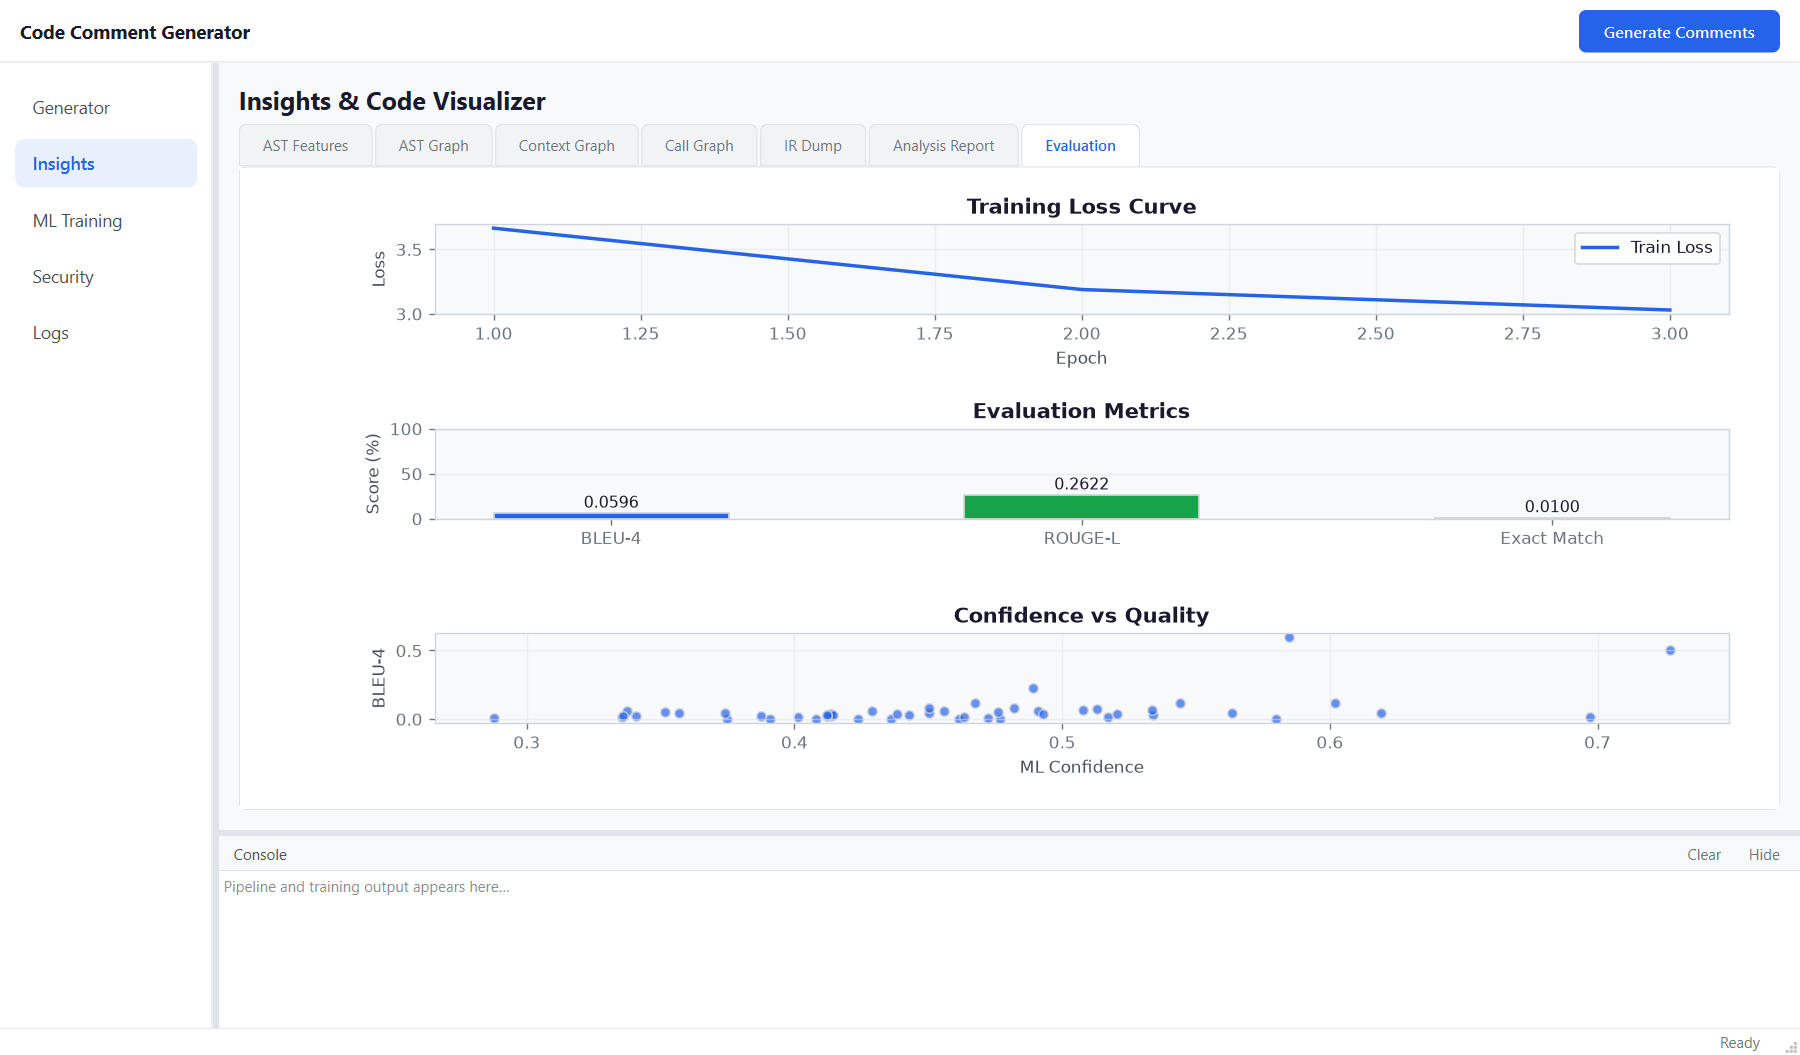 Code Comment Generator
Generate Comments
Generator
Insights
ML Training
Security
Logs
Insights & Code Visualizer
AST Features
AST Graph
Context Graph
Call Graph
IR Dump
Analysis Report
Evaluation
Training Loss Curve
Loss
3.5
3.0
Train Loss
1.00 1.25 1.50 1.75 2.00 2.25 2.50 2.75 3.00
Epoch
Evaluation Metrics
Score (%)
100
50
0
0.0596
0.2622
0.0100
BLEU-4 ROUGE-L Exact Match
Confidence vs Quality
BLEU-4
0.5
0.0
0.3 0.4 0.5 0.6 0.7
ML Confidence
Console
Clear
Hide
Pipeline and training output appears here...
Ready